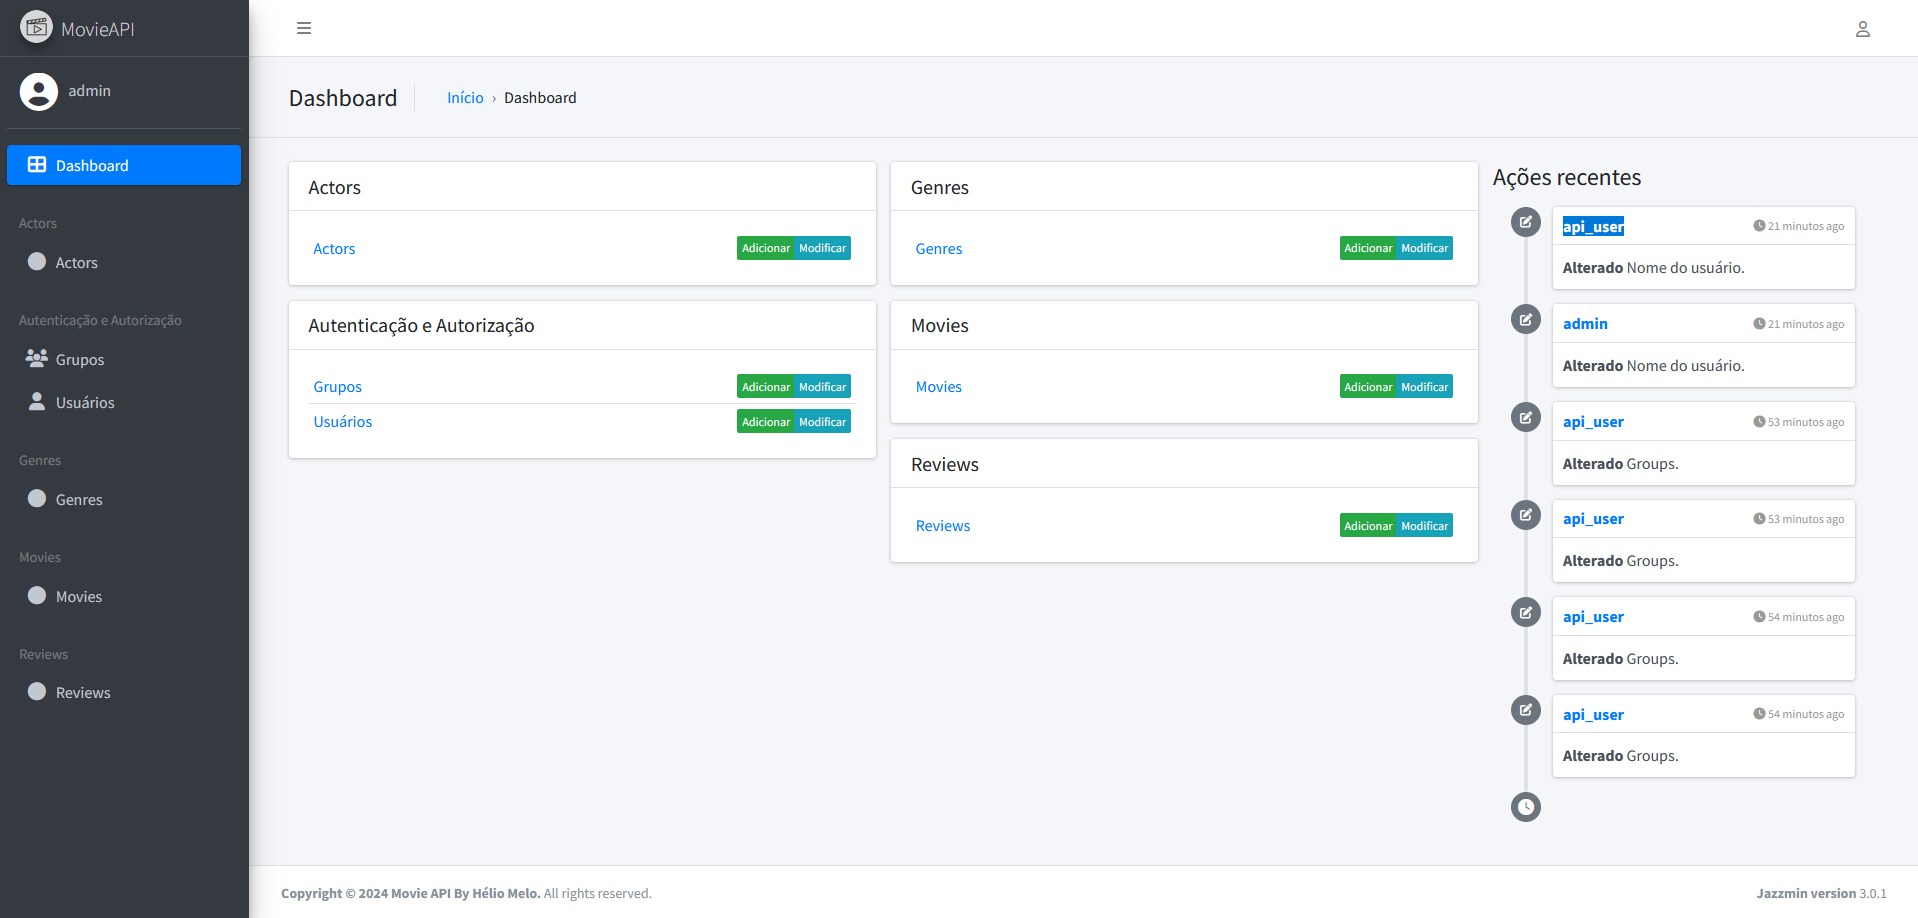 MovieAPI
admin
Dashboard
Actors
Actors
Autenticação e Autorização
Grupos
Usuários
Genres
Genres
Movies
Movies
Reviews
Reviews
Dashboard
Início › Dashboard
Actors
Actors Adicionar Modificar
Autenticação e Autorização
Grupos Adicionar Modificar
Usuários Adicionar Modificar
Genres
Genres Adicionar Modificar
Movies
Movies Adicionar Modificar
Reviews
Reviews Adicionar Modificar
Ações recentes
api_user 21 minutos ago
Alterado Nome do usuário.
admin 21 minutos ago
Alterado Nome do usuário.
api_user 53 minutos ago
Alterado Groups.
api_user 53 minutos ago
Alterado Groups.
api_user 54 minutos ago
Alterado Groups.
api_user 54 minutos ago
Alterado Groups.
Copyright © 2024 Movie API By Hélio Melo. All rights reserved.
Jazzmin version 3.0.1